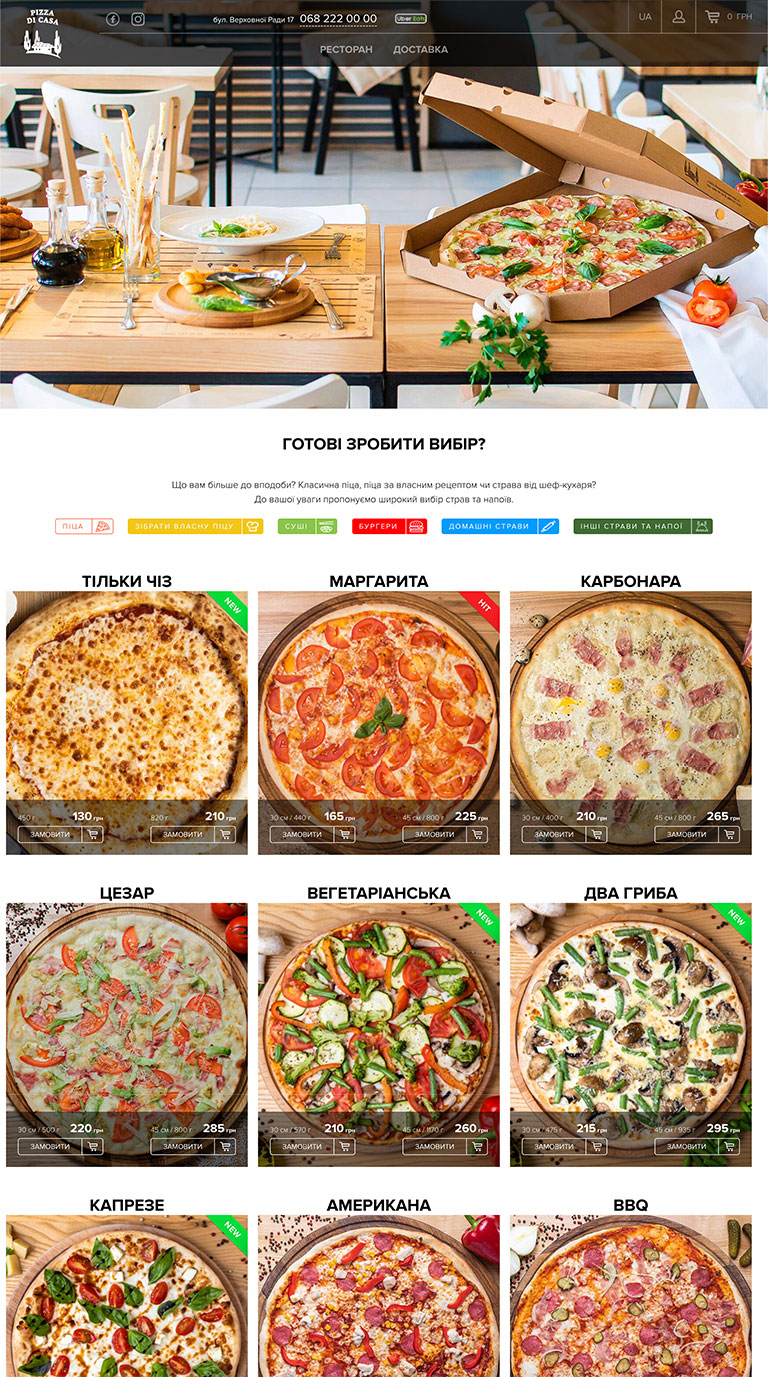 PIZZA
DI CASA
бул. Верховної Ради 17 068 222 00 00 Uber Eats
UA 0 ГРН
РЕСТОРАН ДОСТАВКА
ГОТОВІ ЗРОБИТИ ВИБІР?
Що вам більше до вподоби? Класична піца, піца за власним рецептом чи страва від шеф-кухаря?
До вашої уваги пропонуємо широкий вибір страв та напоїв.
ПІЦА ЗІБРАТИ ВЛАСНУ ПІЦУ СУШІ БУРГЕРИ ДОМАШНІ СТРАВИ ІНШІ СТРАВИ ТА НАПОЇ
ТІЛЬКИ ЧІЗ МАРГАРИТА КАРБОНАРА
NEW HIT
450 г 130 грн 820 г 210 грн 30 см / 440 г 165 грн 45 см / 800 г 225 грн 30 см / 400 г 210 грн 45 см / 800 г 265 грн
ЗАМОВИТИ ЗАМОВИТИ ЗАМОВИТИ ЗАМОВИТИ ЗАМОВИТИ ЗАМОВИТИ
ЦЕЗАР ВЕГЕТАРІАНСЬКА ДВА ГРИБА
NEW NEW
30 см / 500 г 220 грн 45 см / 800 г 285 грн 30 см / 570 г 210 грн 45 см / 1170 г 260 грн 30 см / 475 г 215 грн 45 см / 935 г 295 грн
ЗАМОВИТИ ЗАМОВИТИ ЗАМОВИТИ ЗАМОВИТИ ЗАМОВИТИ ЗАМОВИТИ
КАПРЕЗЕ АМЕРИКАНА BBQ
NEW